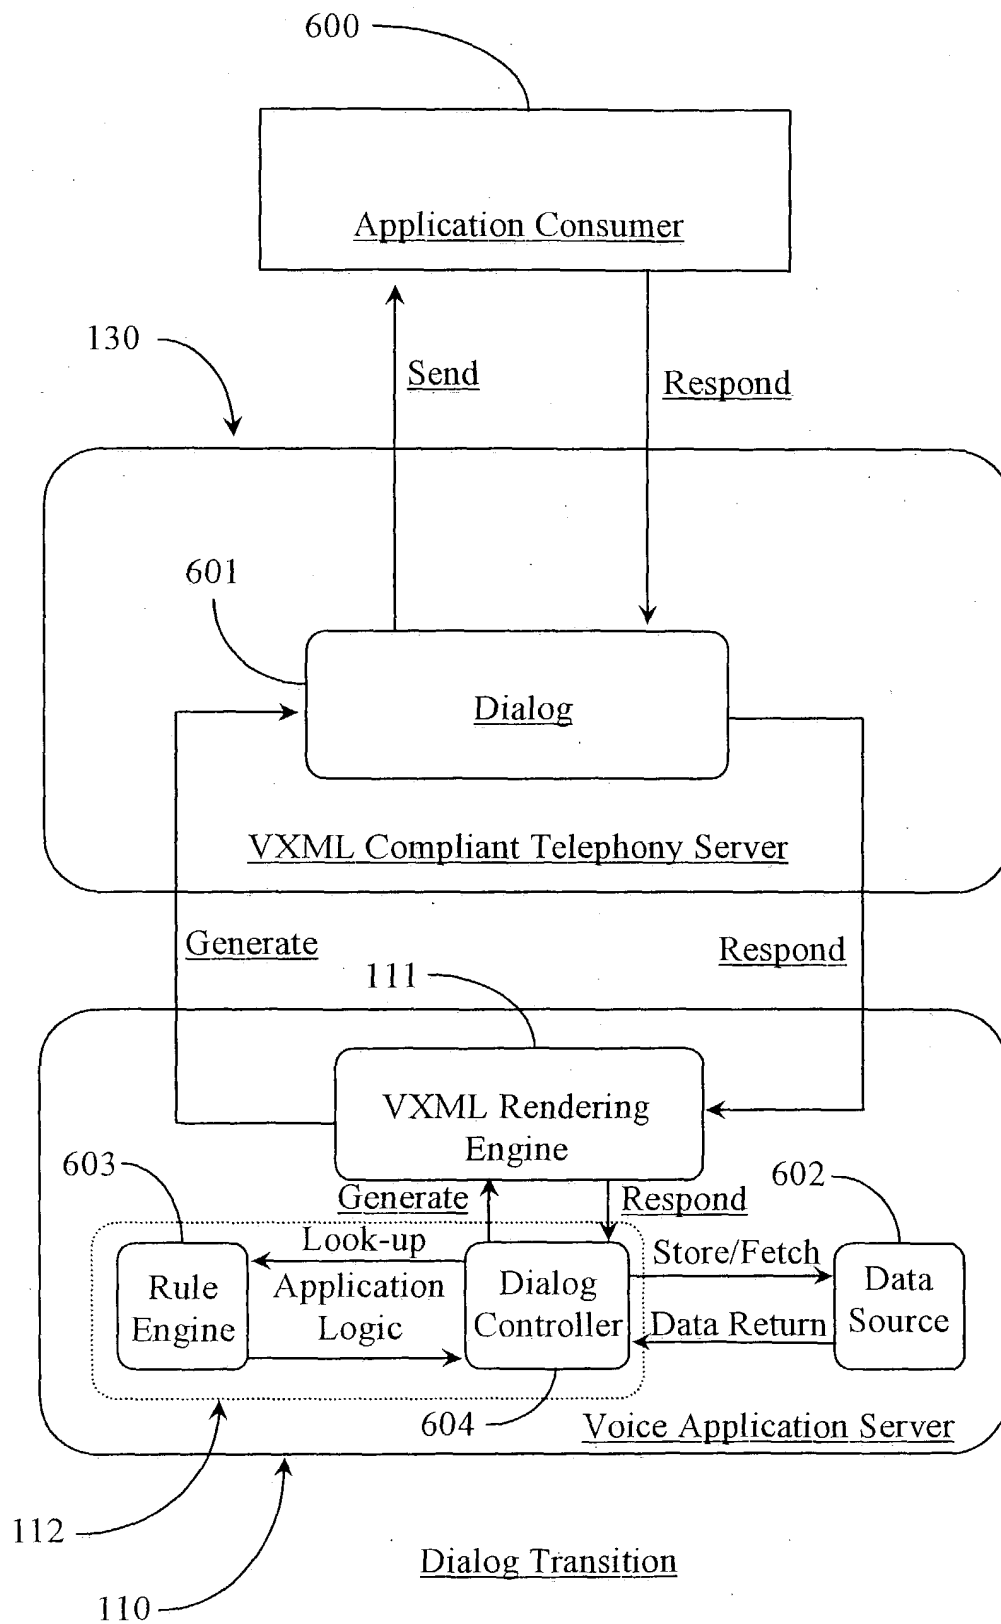 600
Application Consumer
130
Send
Respond
601
Dialog
VXML Compliant Telephony Server
Generate
Respond
111
VXML Rendering
Engine
603
602
Generate
Respond
Look-up
Store/Fetch
Rule
Engine
Application
Logic
Dialog
Controller
Data
Source
Data Return
604
Voice Application Server
112
Dialog Transition
110